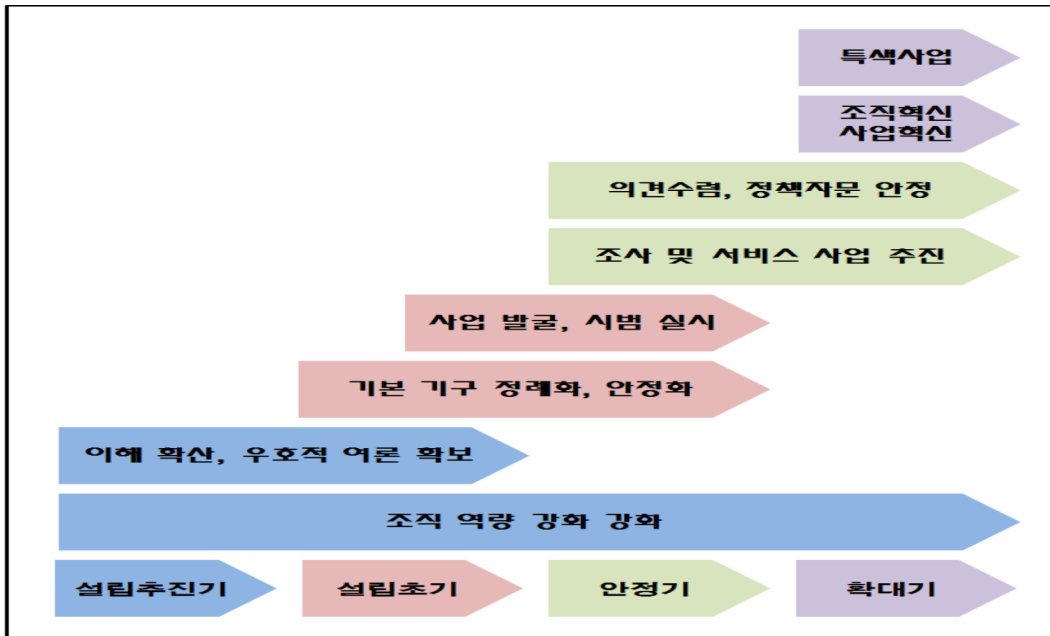 특색사업
조직혁신
사업혁신
의견수렴, 정책자문 안정
조사 및 서비스 사업 추진
사업 발굴, 시범 실시
기본 기구 정례화, 안정화
이해 확산, 우호적 여론 확보
조직 역량 강화 강화
설립추진기
설립초기
안정기
확대기